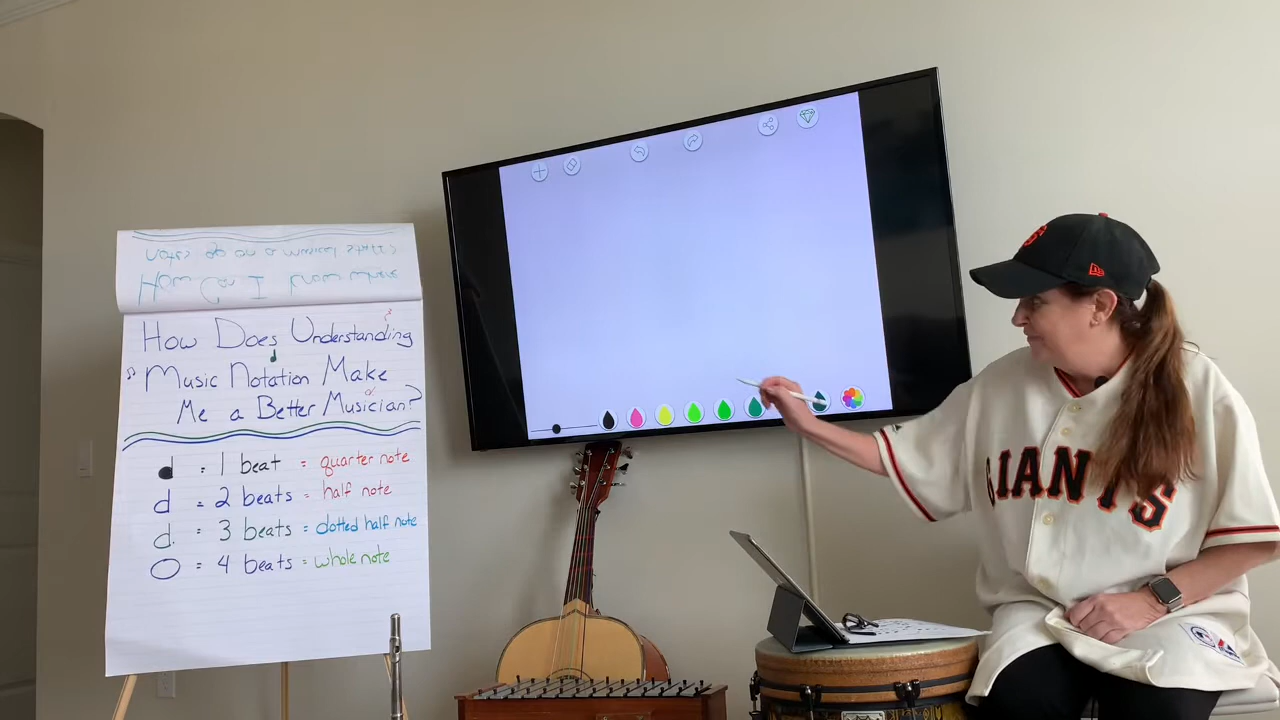 How Does Understanding
Music Notation Make
Me a Better Musician?
= 1 beat = quarter note
= 2 beats = half note
= 3 beats = dotted half note
= 4 beats = whole note
GIANTS